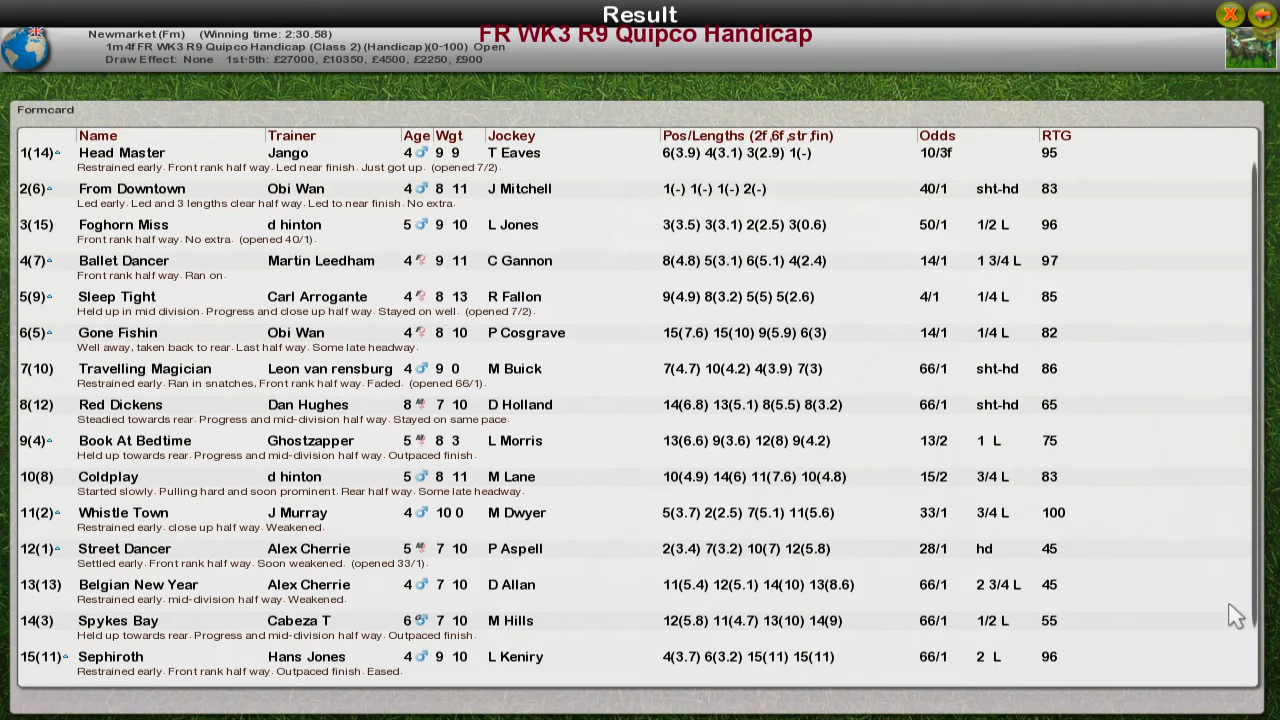 Result
FR WK3 R9 Quipco Handicap
Newmarket (Fm) (Winning time: 2:30.58)
1m4f FR WK3 R9 Quipco Handicap (Class 2) (Handicap)(0-100) Open
Draw Effect: None 1st-5th: £27000, £10350, £4500, £2250, £900
Formcard
Name Trainer Age Wgt Jockey Pos/Lengths (2f,6f,str,fin) Odds RTG
1(14) Head Master Jango 4 9 9 T Eaves 6(3.9) 4(3.1) 3(2.9) 1(-) 10/3f 95
Restrained early. Front rank half way. Led near finish. Just got up. (opened 7/2).
2(6) From Downtown Obi Wan 4 8 11 J Mitchell 1(-) 1(-) 1(-) 2(-) 40/1 sht-hd 83
Led early. Led and 3 lengths clear half way. Led to near finish. No extra.
3(15) Foghorn Miss d hinton 5 9 10 L Jones 3(3.5) 3(3.1) 2(2.5) 3(0.6) 50/1 1/2 L 96
Front rank half way. No extra. (opened 40/1).
4(7) Ballet Dancer Martin Leedham 4 9 11 C Gannon 8(4.8) 5(3.1) 6(5.1) 4(2.4) 14/1 1 3/4 L 97
Front rank half way. Ran on.
5(9) Sleep Tight Carl Arrogante 4 8 13 R Fallon 9(4.9) 8(3.2) 5(5) 5(2.6) 4/1 1/4 L 85
Held up in mid division. Progress and close up half way. Stayed on well. (opened 7/2).
6(5) Gone Fishin Obi Wan 4 8 10 P Cosgrave 15(7.6) 15(10) 9(5.9) 6(3) 14/1 1/4 L 82
Well away, taken back to rear. Last half way. Some late headway.
7(10) Travelling Magician Leon van rensburg 4 9 0 M Buick 7(4.7) 10(4.2) 4(3.9) 7(3) 66/1 sht-hd 86
Restrained early. Ran in snatches, Front rank half way. Faded. (opened 66/1).
8(12) Red Dickens Dan Hughes 8 7 10 D Holland 14(6.8) 13(5.1) 8(5.5) 8(3.2) 66/1 sht-hd 65
Steadied towards rear. Progress and mid-division half way. Stayed on same pace.
9(4) Book At Bedtime Ghostzapper 5 8 3 L Morris 13(6.6) 9(3.6) 12(8) 9(4.2) 13/2 1 L 75
Held up towards rear. Progress and mid-division half way. Outpaced finish.
10(8) Coldplay d hinton 5 8 11 M Lane 10(4.9) 14(6) 11(7.6) 10(4.8) 15/2 3/4 L 83
Started slowly. Pulling hard and soon prominent. Rear half way. Some late headway.
11(2) Whistle Town J Murray 4 10 0 M Dwyer 5(3.7) 2(2.5) 7(5.1) 11(5.6) 33/1 3/4 L 100
Restrained early. close up half way. Weakened.
12(1) Street Dancer Alex Cherrie 5 7 10 P Aspell 2(3.4) 7(3.2) 10(7) 12(5.8) 28/1 hd 45
Settled early. Front rank half way. Soon weakened. (opened 33/1).
13(13) Belgian New Year Alex Cherrie 4 7 10 D Allan 11(5.4) 12(5.1) 14(10) 13(8.6) 66/1 2 3/4 L 45
Restrained early. mid-division half way. Weakened.
14(3) Spykes Bay Cabeza T 6 7 10 M Hills 12(5.8) 11(4.7) 13(10) 14(9) 66/1 1/2 L 55
Held up towards rear. Progress and mid-division half way. Outpaced finish.
15(11) Sephiroth Hans Jones 4 9 10 L Keniry 4(3.7) 6(3.2) 15(11) 15(11) 66/1 2 L 96
Restrained early. Front rank half way. Outpaced finish. Eased.